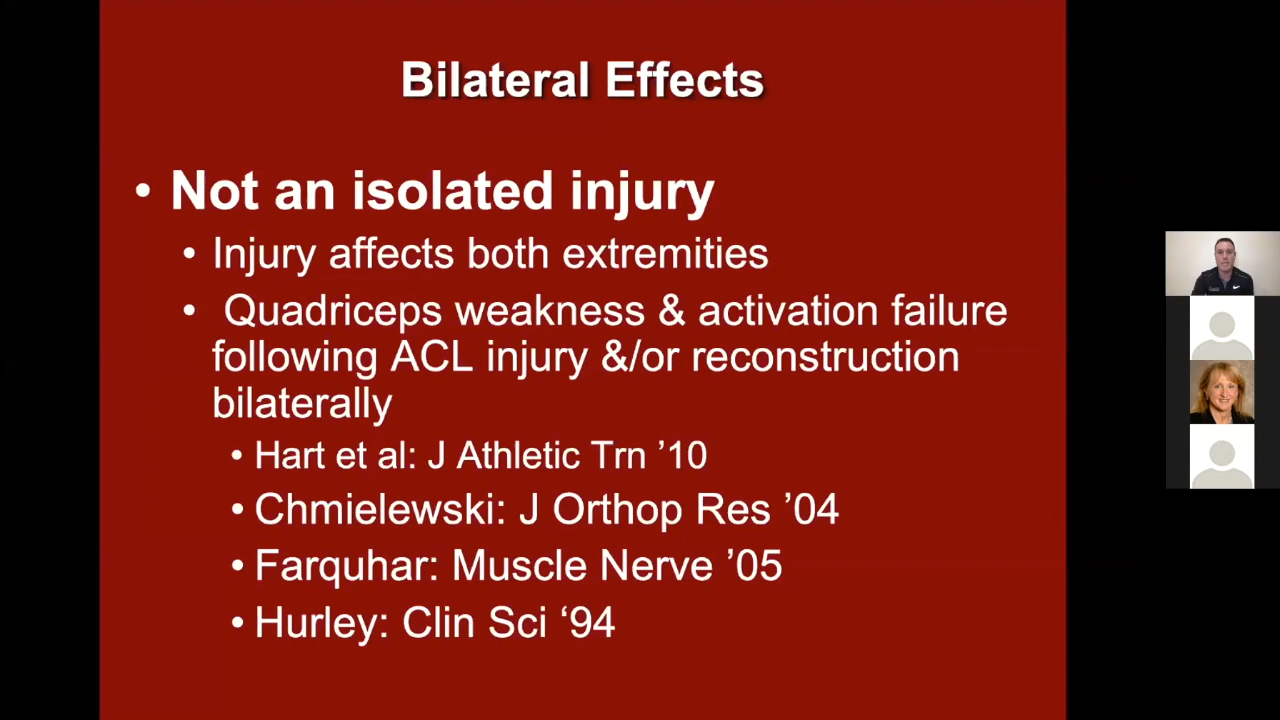 Bilateral Effects
• Not an isolated injury
• Injury affects both extremities
• Quadriceps weakness & activation failure
following ACL injury &/or reconstruction
bilaterally
• Hart et al: J Athletic Trn ’10
• Chmielewski: J Orthop Res ’04
• Farquhar: Muscle Nerve ’05
• Hurley: Clin Sci ‘94